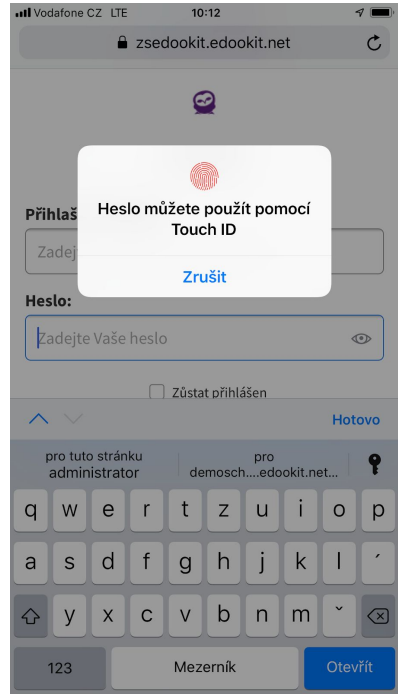 Vodafone CZ LTE 10:12
zsedookit.edookit.net
Heslo můžete použít pomocí
Touch ID
Zrušit
Přihlaš
Zadej
Heslo:
Zadejte Vaše heslo
Zůstat přihlášen
Hotovo
pro tuto stránku
administrator
pro
demosch....edookit.net...
q w e r t z u i o p
a s d f g h j k l ´
y x c v b n m ˇ
123 Mezerník Otevřít